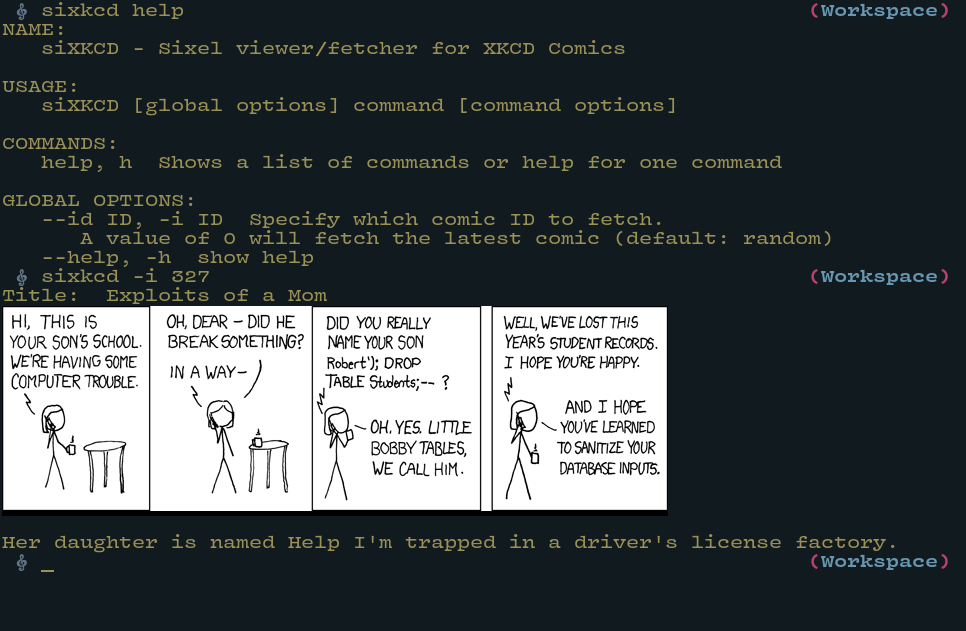 sixkcd help (Workspace)
NAME:
siXKCD - Sixel viewer/fetcher for XKCD Comics
USAGE:
siXKCD [global options] command [command options]
COMMANDS:
help, h  Shows a list of commands or help for one command
GLOBAL OPTIONS:
--id ID, -i ID  Specify which comic ID to fetch.
A value of 0 will fetch the latest comic (default: random)
--help, -h  show help
sixkcd -i 327 (Workspace)
Title:  Exploits of a Mom
HI, THIS IS
YOUR SON'S SCHOOL.
WE'RE HAVING SOME
COMPUTER TROUBLE.
OH, DEAR – DID HE
BREAK SOMETHING?
IN A WAY–
DID YOU REALLY
NAME YOUR SON
Robert'); DROP
TABLE Students;-- ?
OH. YES. LITTLE
BOBBY TABLES,
WE CALL HIM.
WELL, WE'VE LOST THIS
YEAR'S STUDENT RECORDS.
I HOPE YOU'RE HAPPY.
AND I HOPE
YOU'VE LEARNED
TO SANITIZE YOUR
DATABASE INPUTS.
Her daughter is named Help I'm trapped in a driver's license factory.
_ (Workspace)